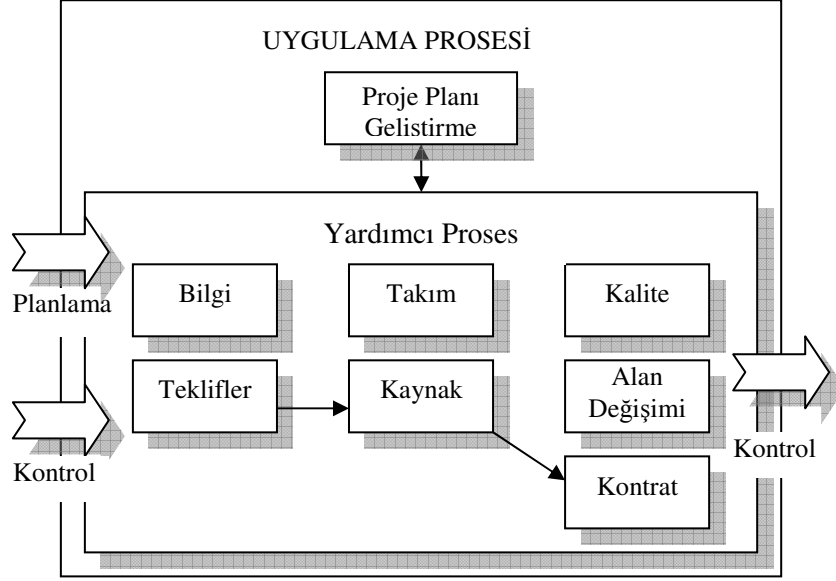 UYGULAMA PROSESİ
Proje Planı
Gelistirme
Yardımcı Proses
Planlama
Bilgi
Takım
Kalite
Teklifler
Kaynak
Alan
Değişimi
Kontrol
Kontrol
Kontrat